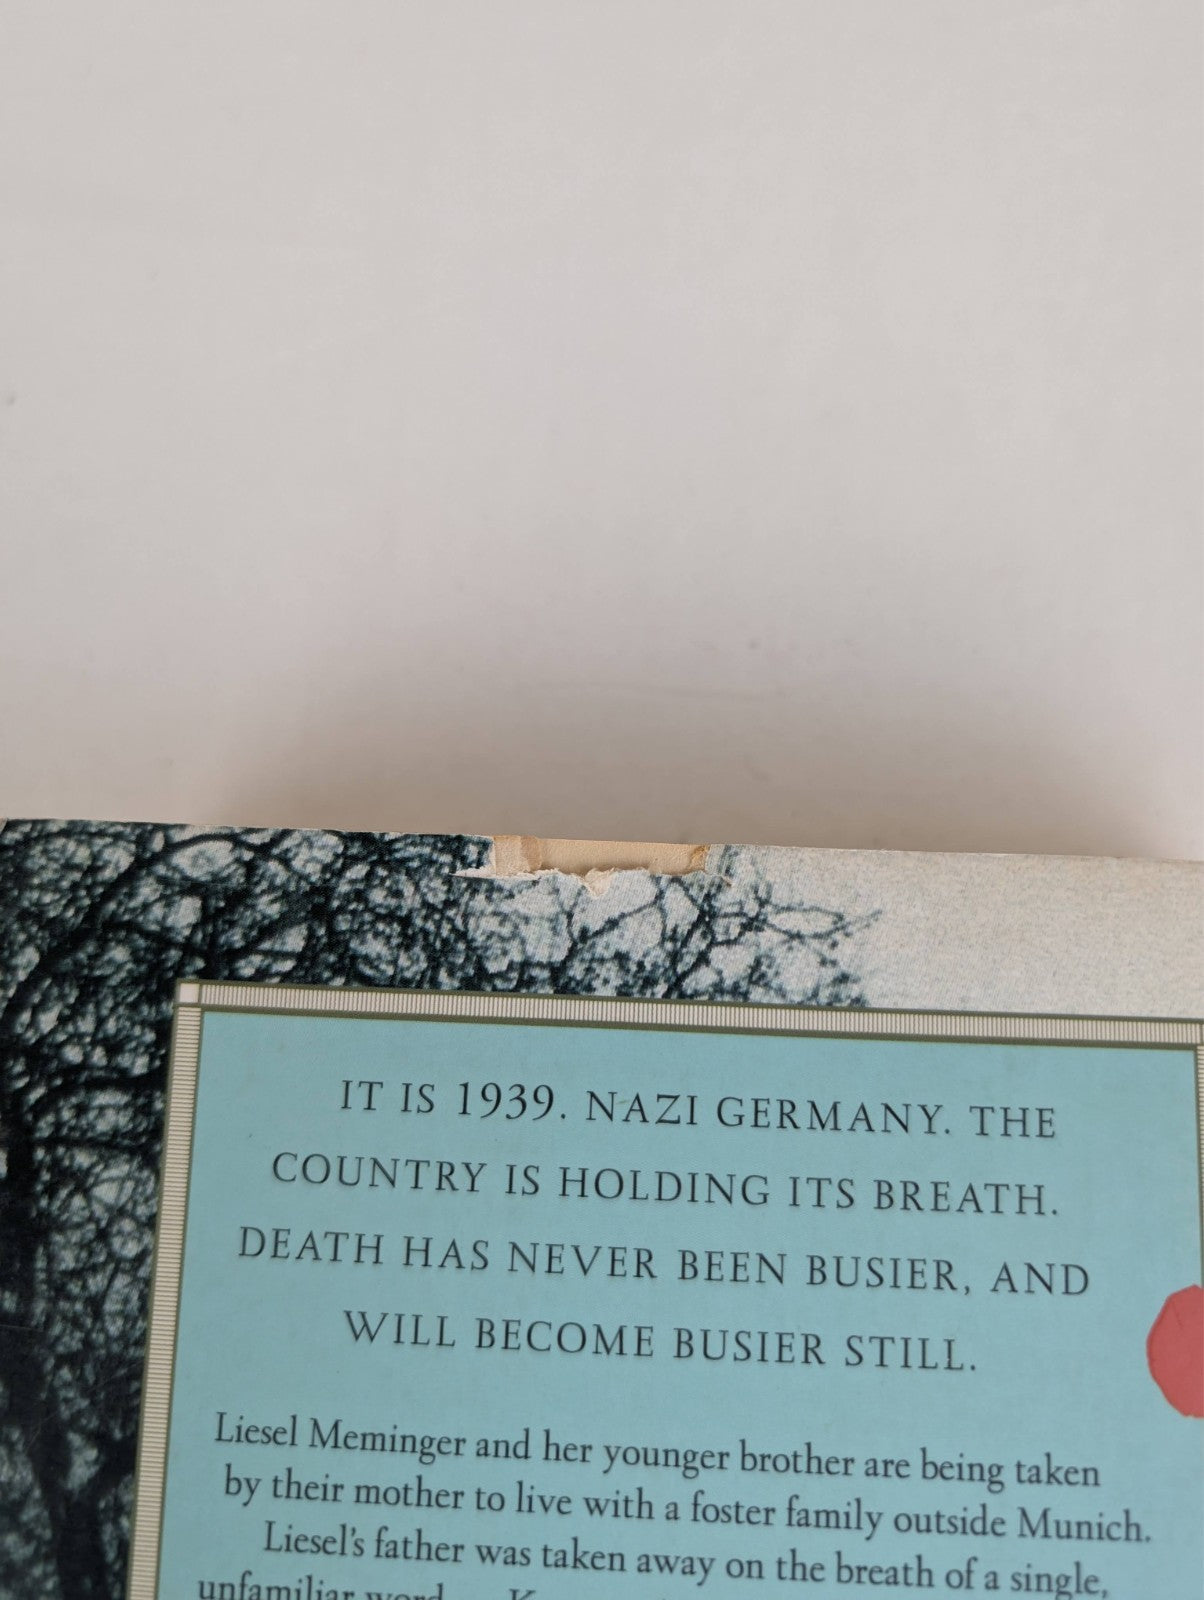 IT IS 1939. NAZI GERMANY. THE
COUNTRY IS HOLDING ITS BREATH.
DEATH HAS NEVER BEEN BUSIER, AND
WILL BECOME BUSIER STILL.
Liesel Meminger and her younger brother are being taken
by their mother to live with a foster family outside Munich.
Liesel's father was taken away on the breath of a single,
unfamiliar word